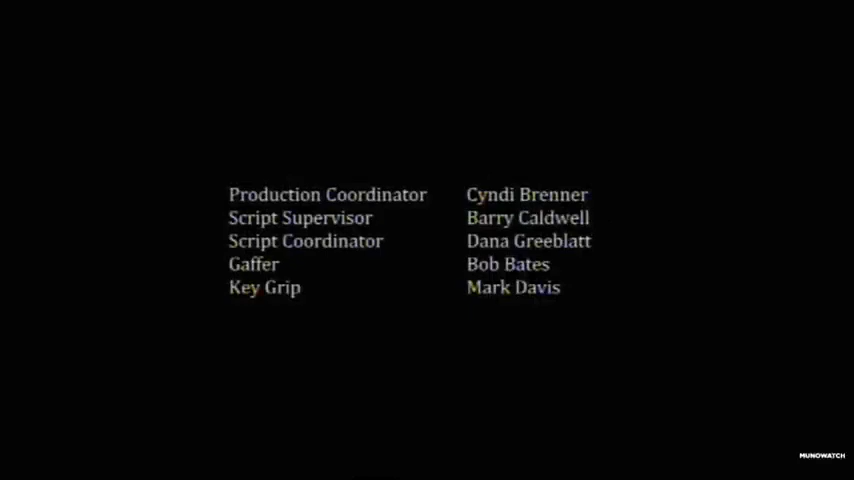 Production Coordinator Cyndi Brenner
Script Supervisor Barry Caldwell
Script Coordinator Dana Greeblatt
Gaffer Bob Bates
Key Grip Mark Davis
MUNOWATCH